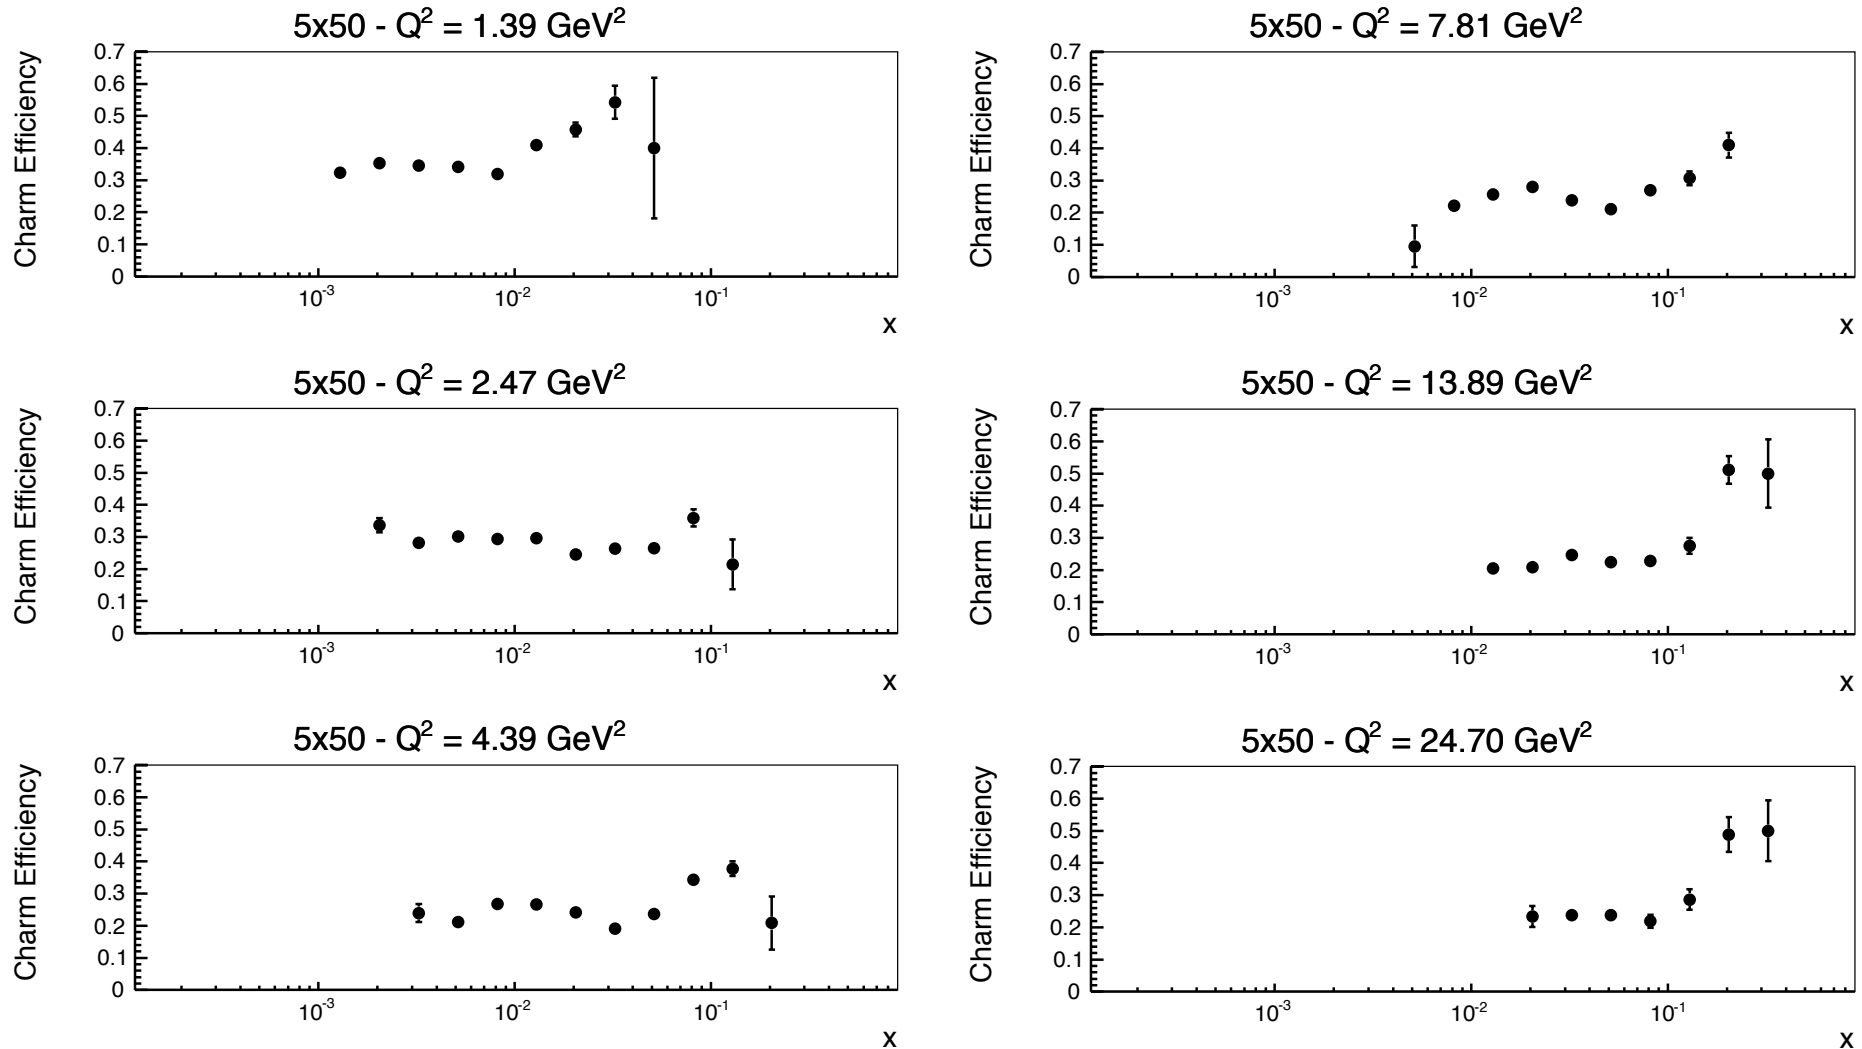 5x50 - Q² = 1.39 GeV²
Charm Efficiency
0.7
0.6
0.5
0.4
0.3
0.2
0.1
0
10⁻³ 10⁻² 10⁻¹
x
5x50 - Q² = 2.47 GeV²
Charm Efficiency
0.7
0.6
0.5
0.4
0.3
0.2
0.1
0
10⁻³ 10⁻² 10⁻¹
x
5x50 - Q² = 4.39 GeV²
Charm Efficiency
0.7
0.6
0.5
0.4
0.3
0.2
0.1
0
10⁻³ 10⁻² 10⁻¹
x
5x50 - Q² = 7.81 GeV²
Charm Efficiency
0.7
0.6
0.5
0.4
0.3
0.2
0.1
0
10⁻³ 10⁻² 10⁻¹
x
5x50 - Q² = 13.89 GeV²
Charm Efficiency
0.7
0.6
0.5
0.4
0.3
0.2
0.1
0
10⁻³ 10⁻² 10⁻¹
x
5x50 - Q² = 24.70 GeV²
Charm Efficiency
0.7
0.6
0.5
0.4
0.3
0.2
0.1
0
10⁻³ 10⁻² 10⁻¹
x